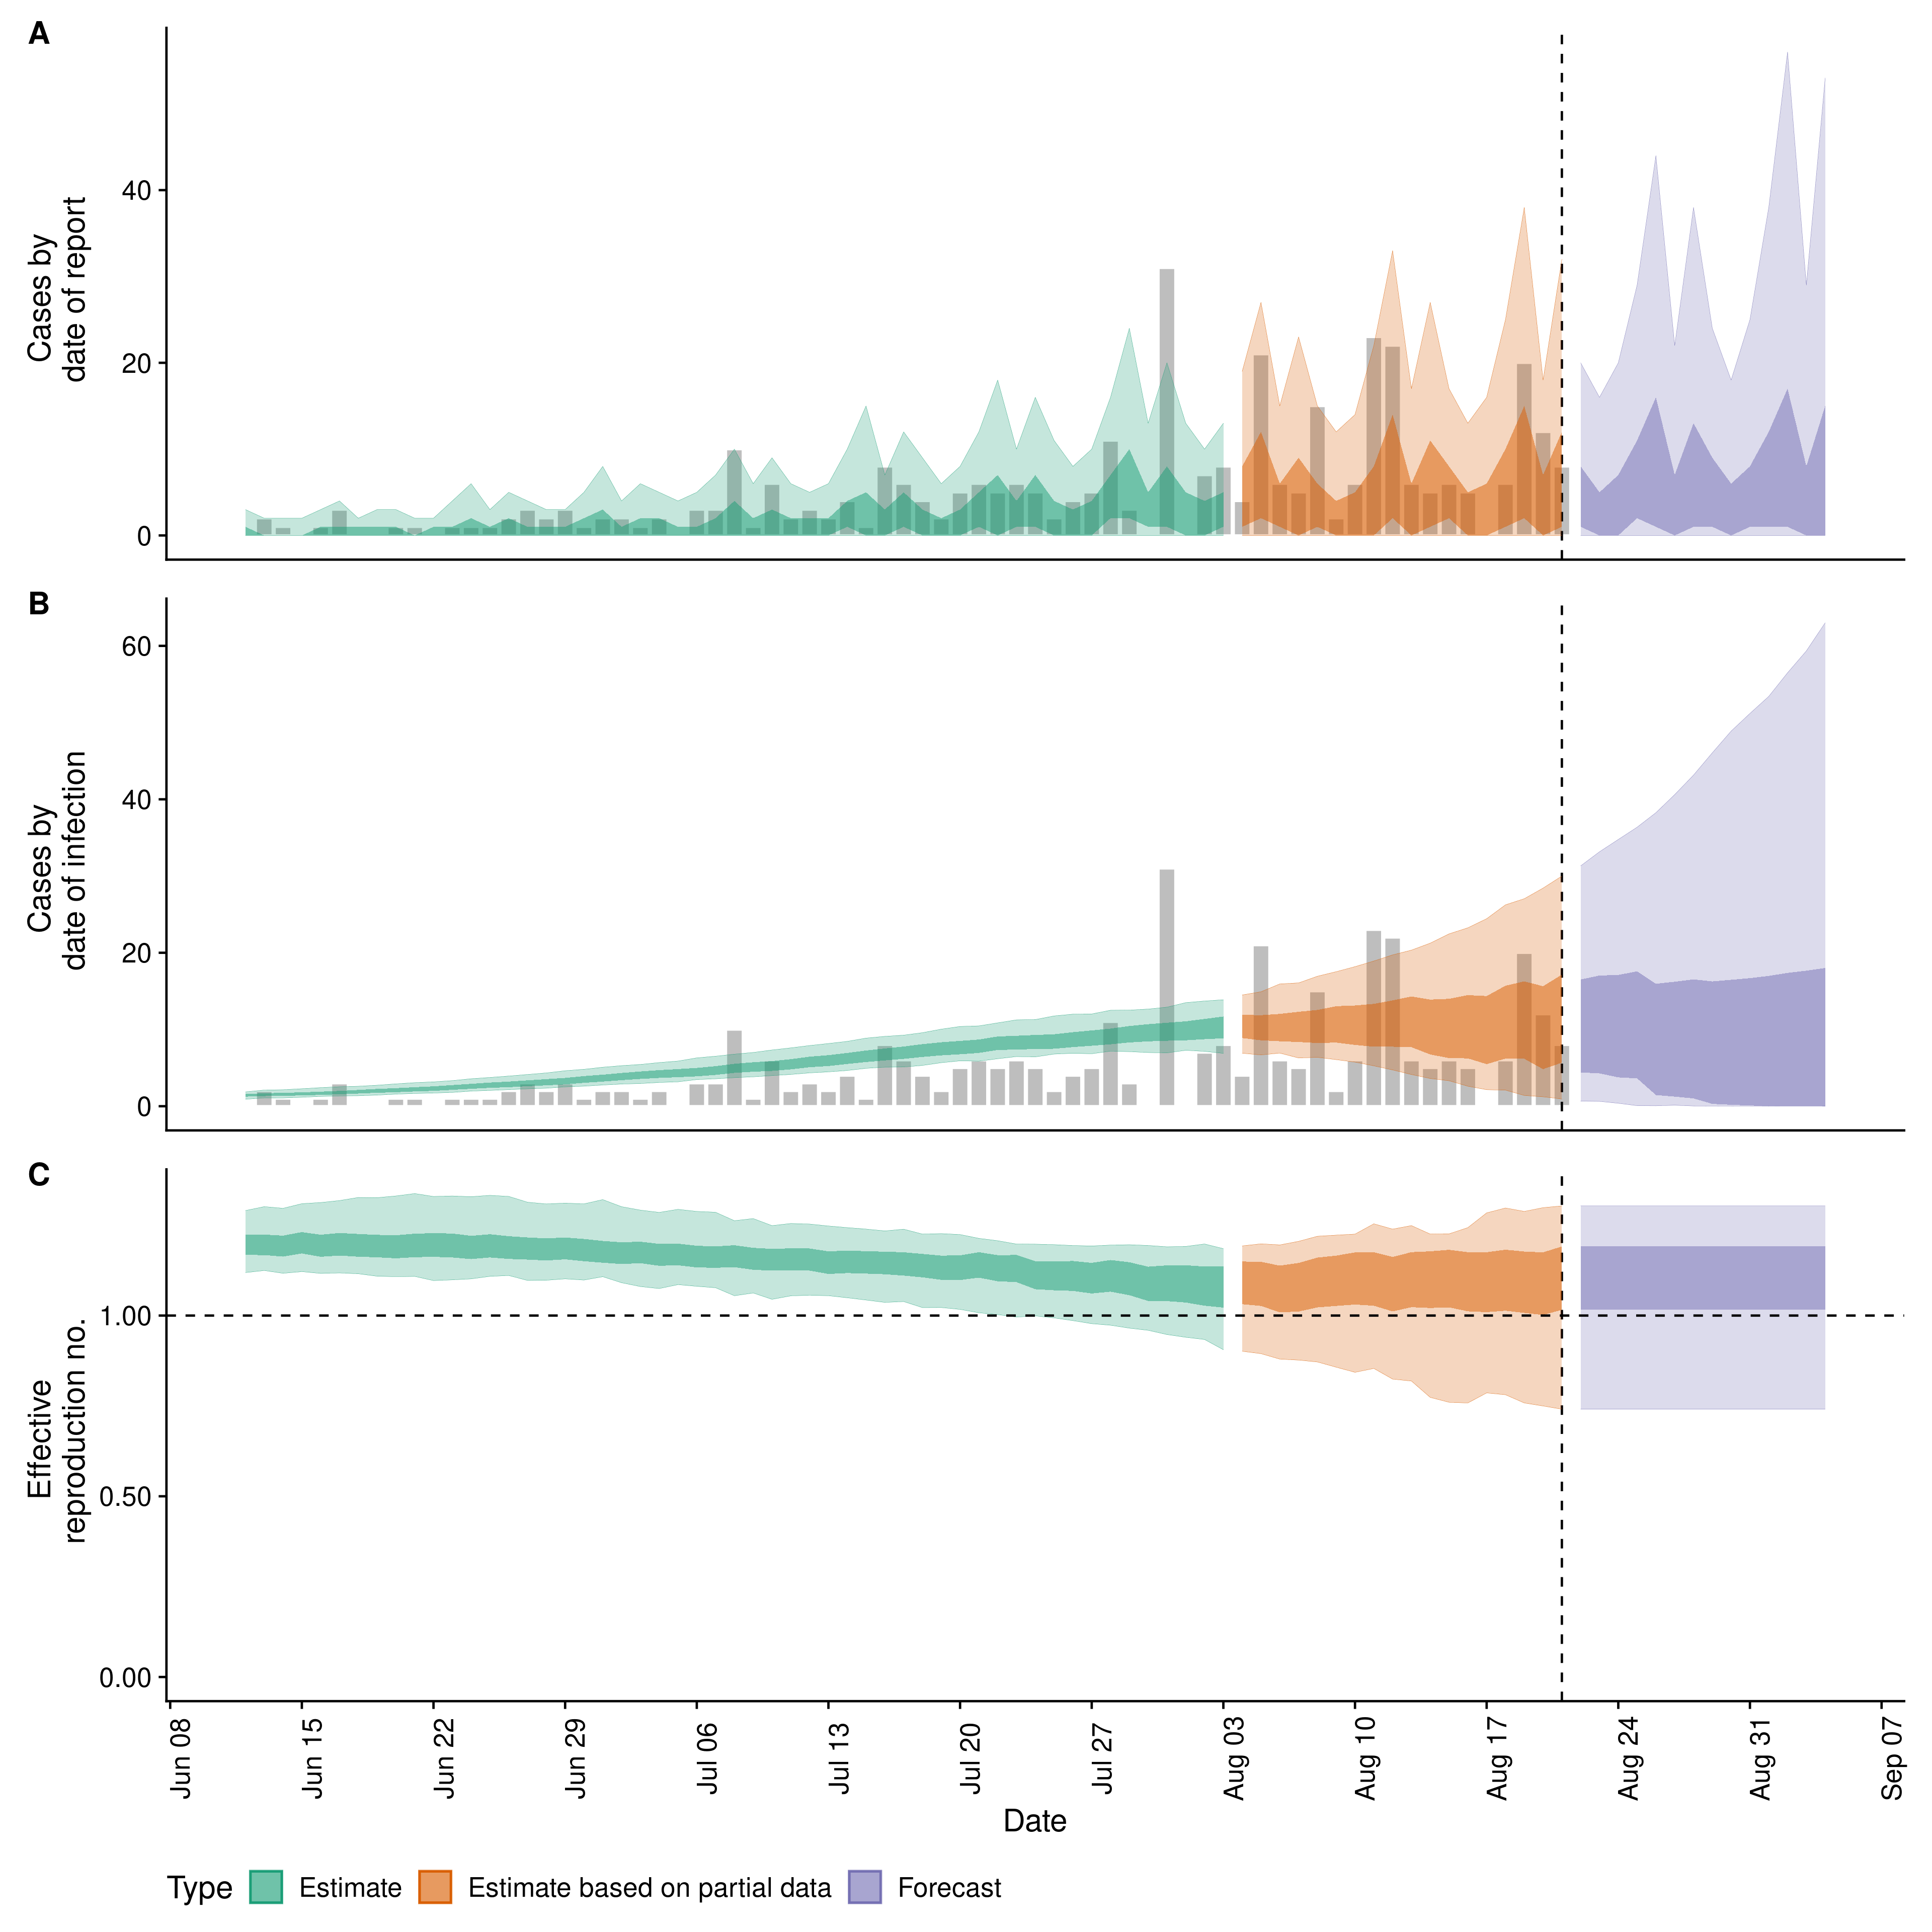 A
Cases by
date of report
40
20
0
B
Cases by
date of infection
60
40
20
0
C
Effective
reproduction no.
1.00
0.50
0.00
Jun 08
Jun 15
Jun 22
Jun 29
Jul 06
Jul 13
Jul 20
Jul 27
Aug 03
Aug 10
Aug 17
Aug 24
Aug 31
Sep 07
Date
Type Estimate Estimate based on partial data Forecast